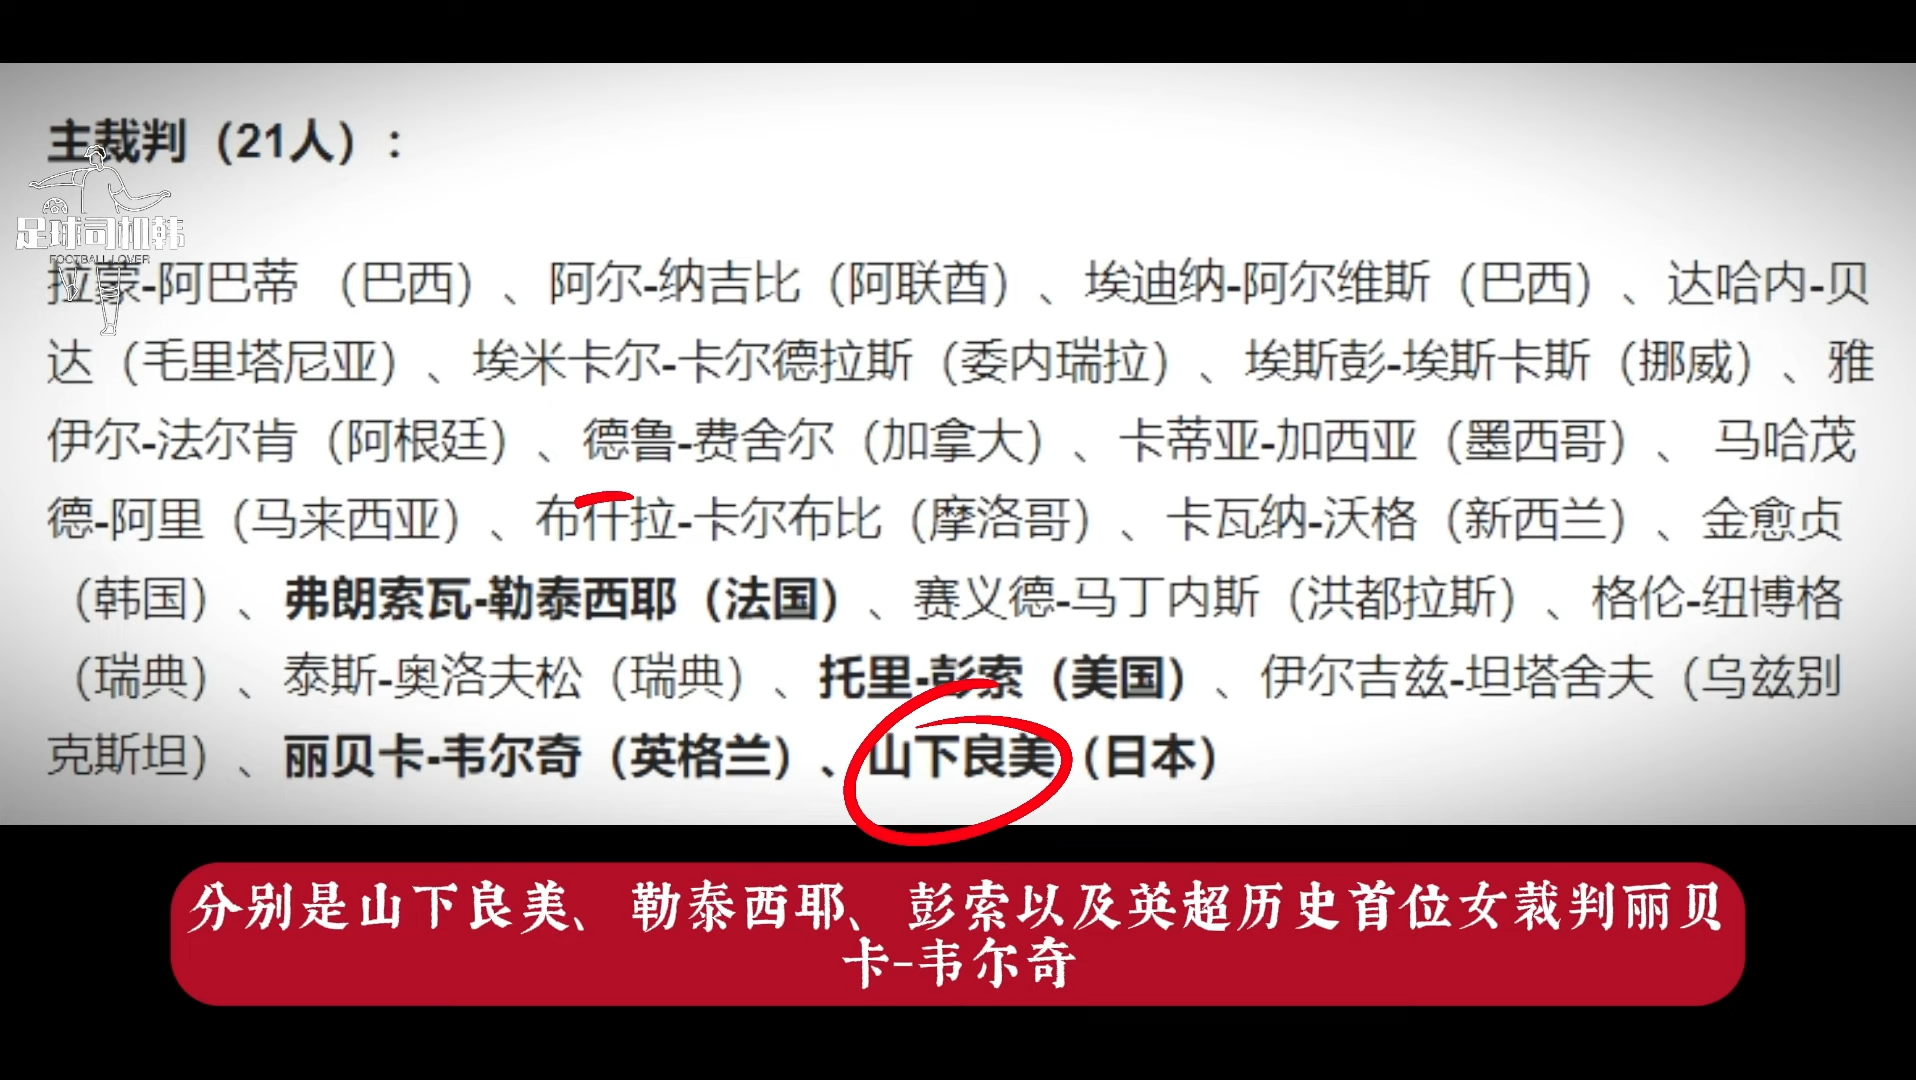 主裁判（21人）：
足球司机韩
FOOTBALL LOVER
拉蒙-阿巴蒂 （巴西）、阿尔-纳吉比（阿联酋）、埃迪纳-阿尔维斯（巴西）、达哈内-贝
达（毛里塔尼亚）、埃米卡尔-卡尔德拉斯（委内瑞拉）、埃斯彭-埃斯卡斯（挪威）、雅
伊尔-法尔肯（阿根廷）、德鲁-费舍尔（加拿大）、卡蒂亚-加西亚（墨西哥）、 马哈茂
德-阿里（马来西亚）、布什拉-卡尔布比（摩洛哥）、卡瓦纳-沃格（新西兰）、金愈贞
（韩国）、弗朗索瓦-勒泰西耶（法国）、赛义德-马丁内斯（洪都拉斯）、格伦-纽博格
（瑞典）、泰斯-奥洛夫松（瑞典）、托里-彭索（美国）、伊尔吉兹-坦塔舍夫（乌兹别
克斯坦）、丽贝卡-韦尔奇（英格兰）、山下良美（日本）
分别是山下良美、勒泰西耶、彭索以及英超历史首位女裁判丽贝
卡-韦尔奇